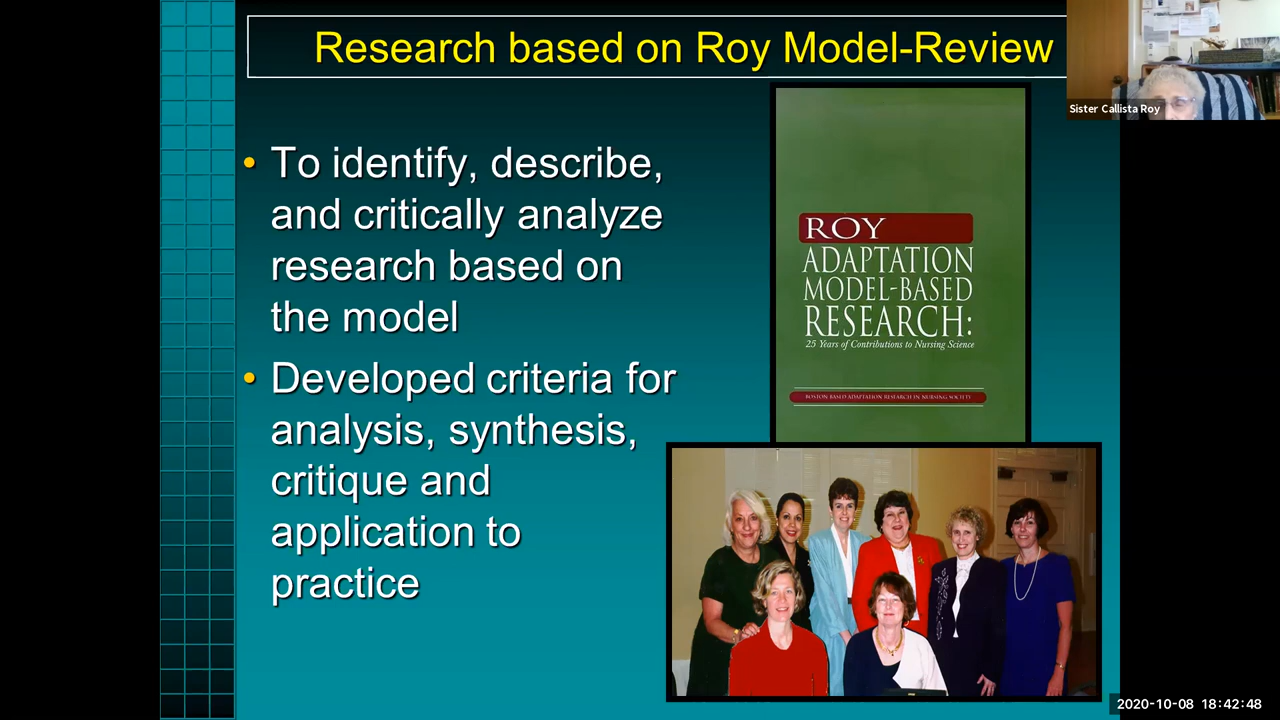 Research based on Roy Model-Review
Sister Callista Roy
• To identify, describe,
and critically analyze
research based on
the model
• Developed criteria for
analysis, synthesis,
critique and
application to
practice
ROY
ADAPTATION
MODEL-BASED
RESEARCH:
25 Years of Contributions to Nursing Science
BOSTON BASED ADAPTATION RESEARCH IN NURSING SOCIETY
2020-10-08 18:42:48